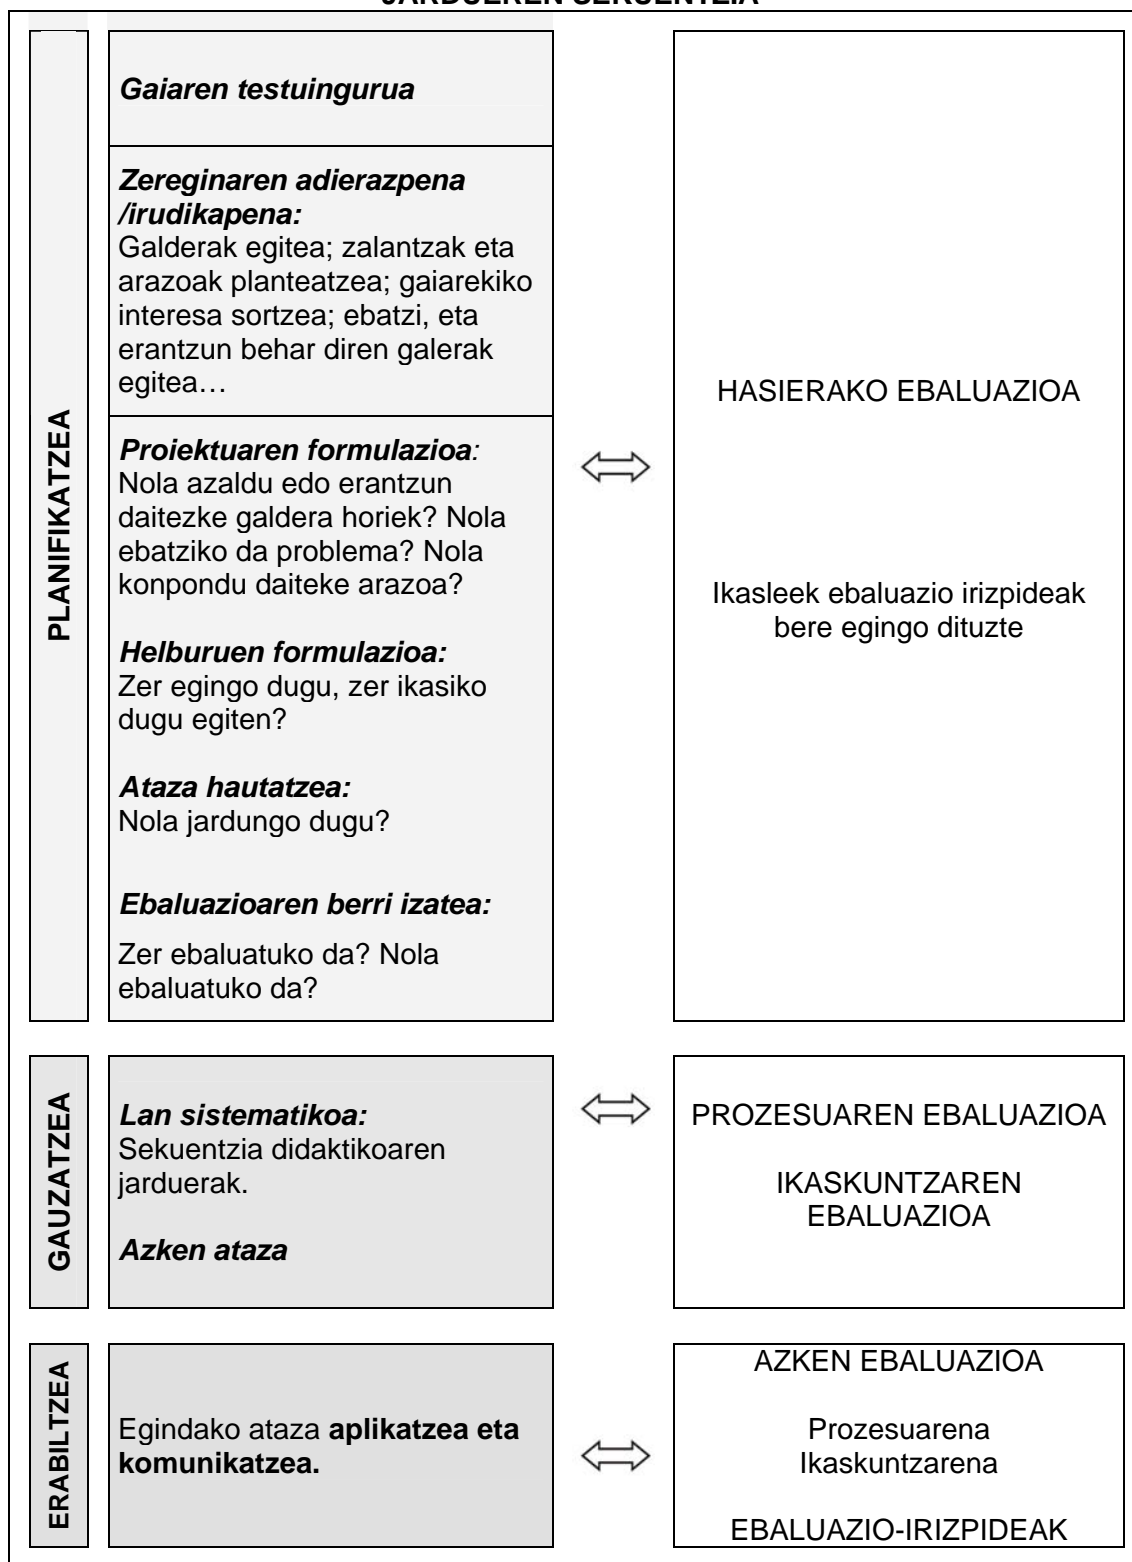 JARDUEREN SEKUENTZIA
PLANIFIKATZEA
Gaiaren testuingurua
Zereginaren adierazpena
/irudikapena:
Galderak egitea; zalantzak eta
arazoak planteatzea; gaiarekiko
interesa sortzea; ebatzi, eta
erantzun behar diren galerak
egitea…
Proiektuaren formulazioa:
Nola azaldu edo erantzun
daitezke galdera horiek? Nola
ebatziko da problema? Nola
konpondu daiteke arazoa?
Helburuen formulazioa:
Zer egingo dugu, zer ikasiko
dugu egiten?
Ataza hautatzea:
Nola jardungo dugu?
Ebaluazioaren berri izatea:
Zer ebaluatuko da? Nola
ebaluatuko da?
HASIERAKO EBALUAZIOA
Ikasleek ebaluazio irizpideak
bere egingo dituzte
GAUZATZEA
Lan sistematikoa:
Sekuentzia didaktikoaren
jarduerak.
Azken ataza
PROZESUAREN EBALUAZIOA
IKASKUNTZAREN
EBALUAZIOA
ERABILTZEA
Egindako ataza aplikatzea eta
komunikatzea.
AZKEN EBALUAZIOA
Prozesuarena
Ikaskuntzarena
EBALUAZIO-IRIZPIDEAK